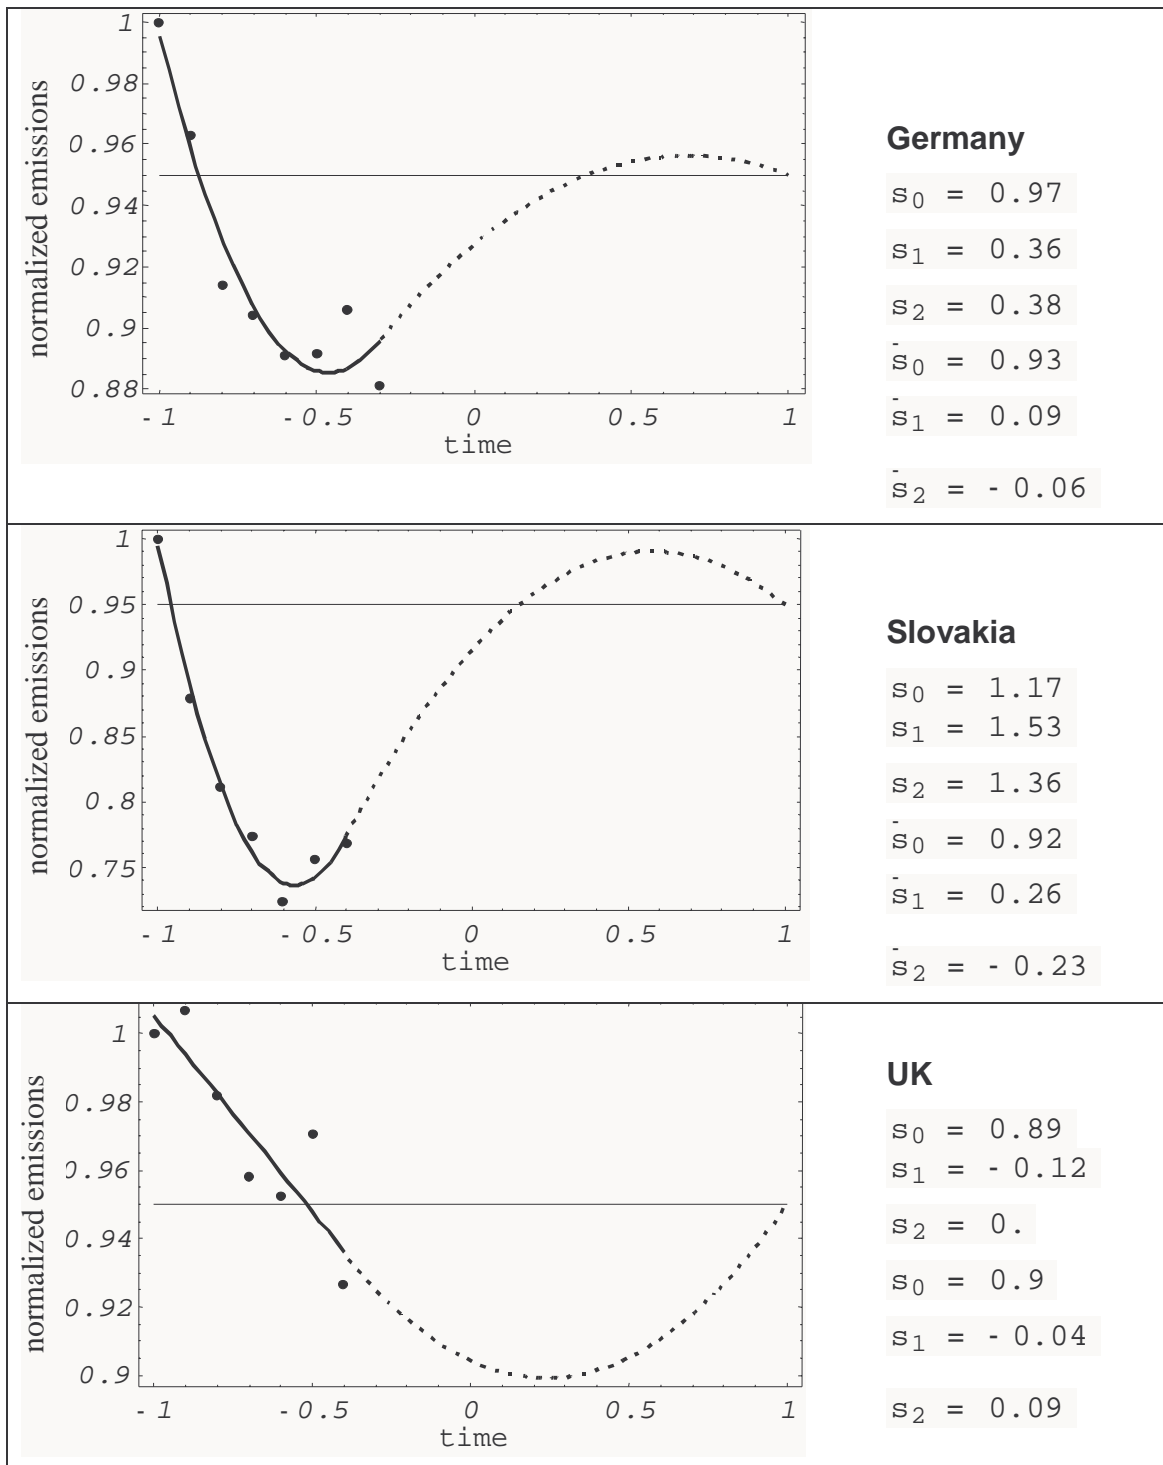 normalized emissions
1
0.98
0.96
0.94
0.92
0.9
0.88
-1 -0.5 0 0.5 1
time
Germany
s0 = 0.97
s1 = 0.36
s2 = 0.38
s̄0 = 0.93
s̄1 = 0.09
s̄2 = -0.06
normalized emissions
1
0.95
0.9
0.85
0.8
0.75
-1 -0.5 0 0.5 1
time
Slovakia
s0 = 1.17
s1 = 1.53
s2 = 1.36
s̄0 = 0.92
s̄1 = 0.26
s̄2 = -0.23
normalized emissions
1
0.98
0.96
0.94
0.92
0.9
-1 -0.5 0 0.5 1
time
UK
s0 = 0.89
s1 = -0.12
s2 = 0.
s0 = 0.9
s1 = -0.04
s2 = 0.09